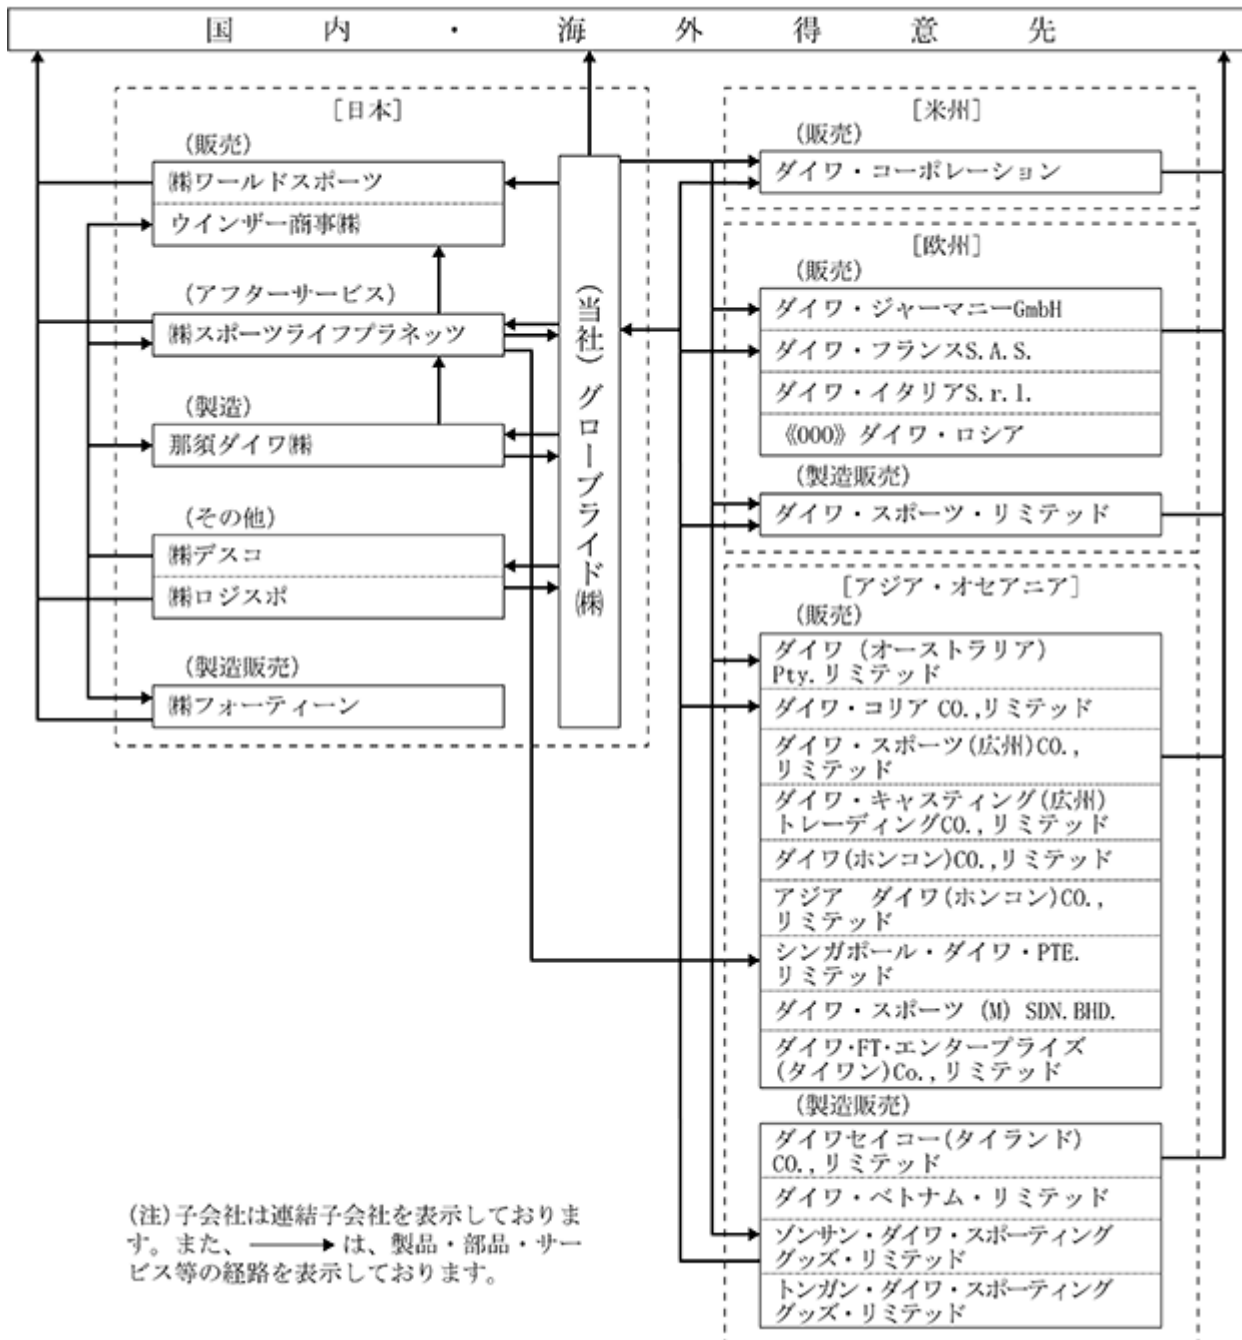 国内・海外得意先
[日本]
(販売)
㈱ワールドスポーツ
ウインザー商事㈱
(アフターサービス)
㈱スポーツライフプラネッツ
(製造)
那須ダイワ㈱
(その他)
㈱デスコ
㈱ロジスポ
(製造販売)
㈱フォーティーン
(当社)グローブライド㈱
[米州]
(販売)
ダイワ・コーポレーション
[欧州]
(販売)
ダイワ・ジャーマニーGmbH
ダイワ・フランスS.A.S.
ダイワ・イタリアS.r.l.
《OOO》ダイワ・ロシア
(製造販売)
ダイワ・スポーツ・リミテッド
[アジア・オセアニア]
(販売)
ダイワ(オーストラリア)
Pty.リミテッド
ダイワ・コリア CO.,リミテッド
ダイワ・スポーツ(広州)CO.,
リミテッド
ダイワ・キャスティング(広州)
トレーディングCO.,リミテッド
ダイワ(ホンコン)CO.,リミテッド
アジア ダイワ(ホンコン)CO.,
リミテッド
シンガポール・ダイワ・PTE.
リミテッド
ダイワ・スポーツ (M) SDN.BHD.
ダイワ・FT・エンタープライズ
(タイワン)Co.,リミテッド
(製造販売)
ダイワセイコー(タイランド)
CO.,リミテッド
ダイワ・ベトナム・リミテッド
ゾンサン・ダイワ・スポーティング
グッズ・リミテッド
トンガン・ダイワ・スポーティング
グッズ・リミテッド
(注)子会社は連結子会社を表示しておりま
す。また、――→は、製品・部品・サー
ビス等の経路を表示しております。